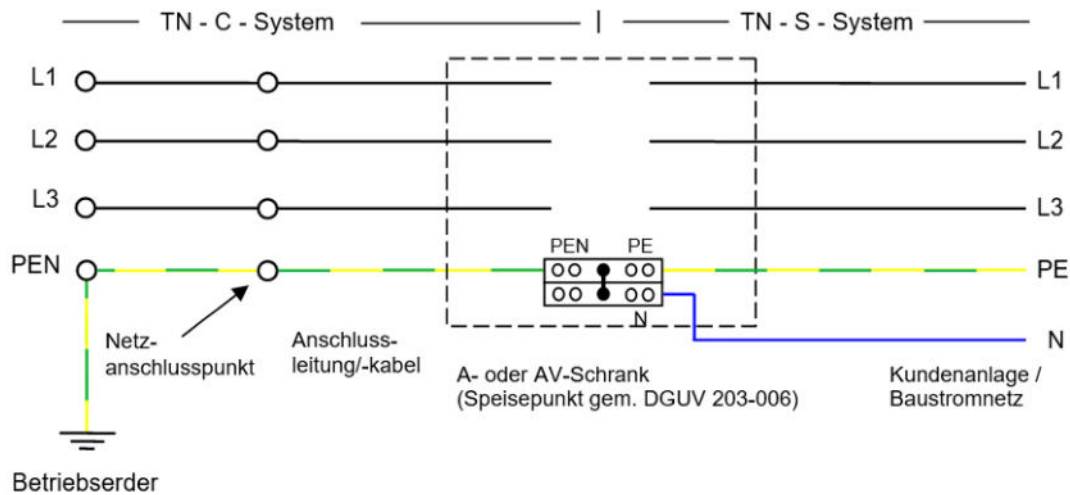 TN - C - System
TN - S - System
L1
L1
L2
L2
L3
L3
PEN
PEN
PE
PE
N
N
Netz-
anschlusspunkt
Anschluss-
leitung/-kabel
A- oder AV-Schrank
(Speisepunkt gem. DGUV 203-006)
Kundenanlage /
Baustromnetz
Betriebserder